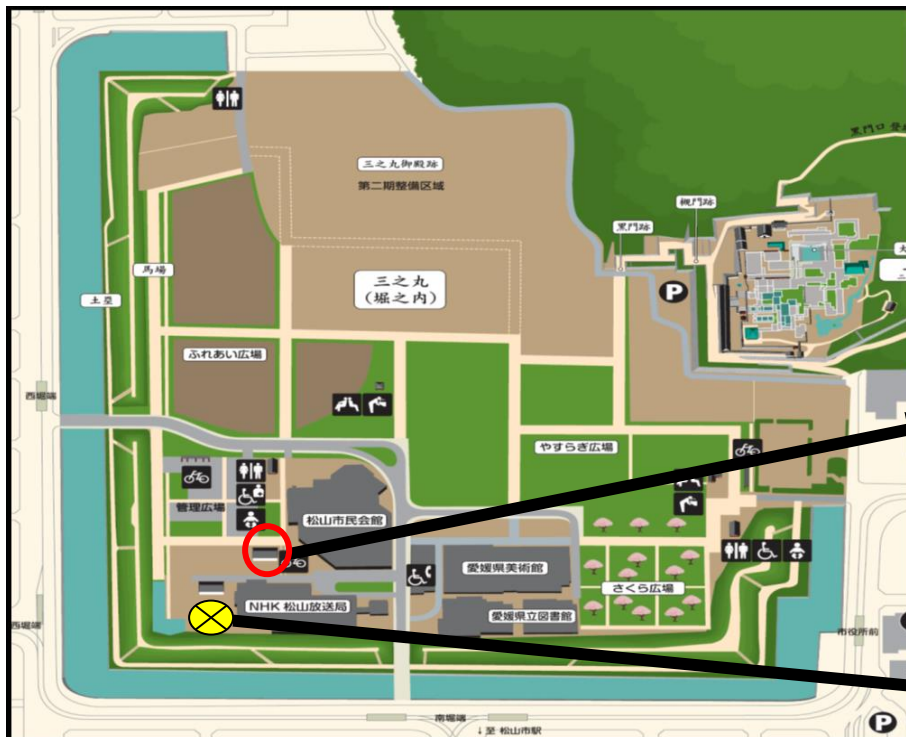 黒門口
三之丸御殿跡
第二期整備区域
槻門跡
黒門跡
馬場
三之丸
(堀之内)
P
土塁
ふれあい広場
西堀端
やすらぎ広場
管理広場
松山市民会館
愛媛県美術館
さくら広場
NHK 松山放送局
愛媛県立図書館
西堀端
市役所前
南堀端
↓至 松山市駅
P